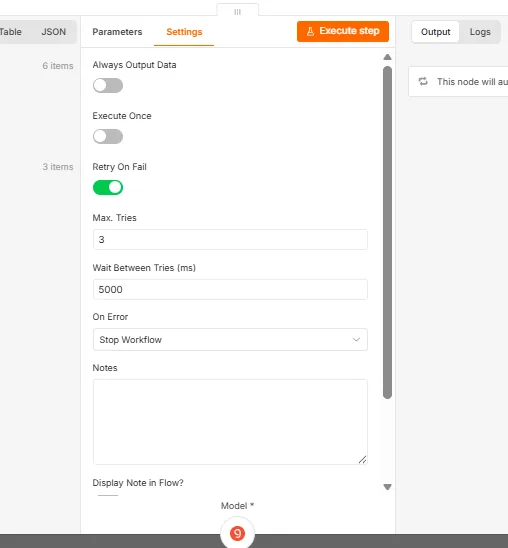 Table JSON
Parameters Settings
Execute step
Output Logs
6 items
Always Output Data
This node will au
Execute Once
3 items
Retry On Fail
Max. Tries
3
Wait Between Tries (ms)
5000
On Error
Stop Workflow
Notes
Display Note in Flow?
Model *